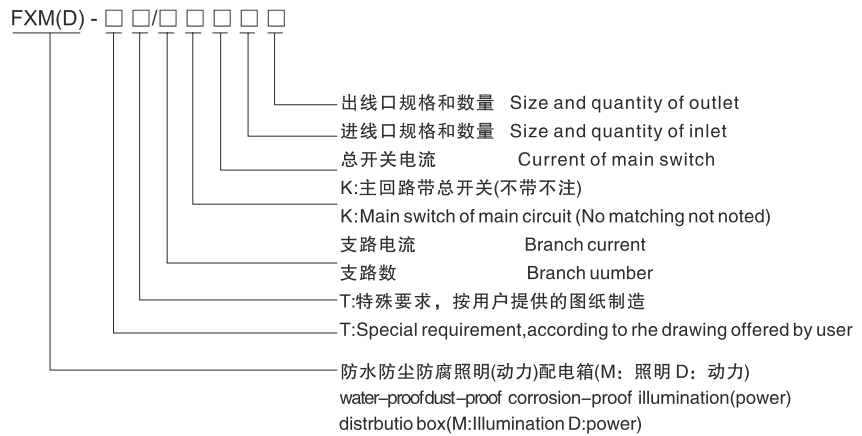 FXM(D) - □ □/□ □ □ □ □
出线口规格和数量 Size and quantity of outlet
进线口规格和数量 Size and quantity of inlet
总开关电流 Current of main switch
K:主回路带总开关(不带不注)
K:Main switch of main circuit (No matching not noted)
支路电流 Branch current
支路数 Branch uumber
T:特殊要求，按用户提供的图纸制造
T:Special requirement,according to rhe drawing offered by user
防水防尘防腐照明(动力)配电箱(M：照明 D：动力)
water-proofdust-proof corrosion-proof illumination(power)
distrbutio box(M:Illumination D:power)